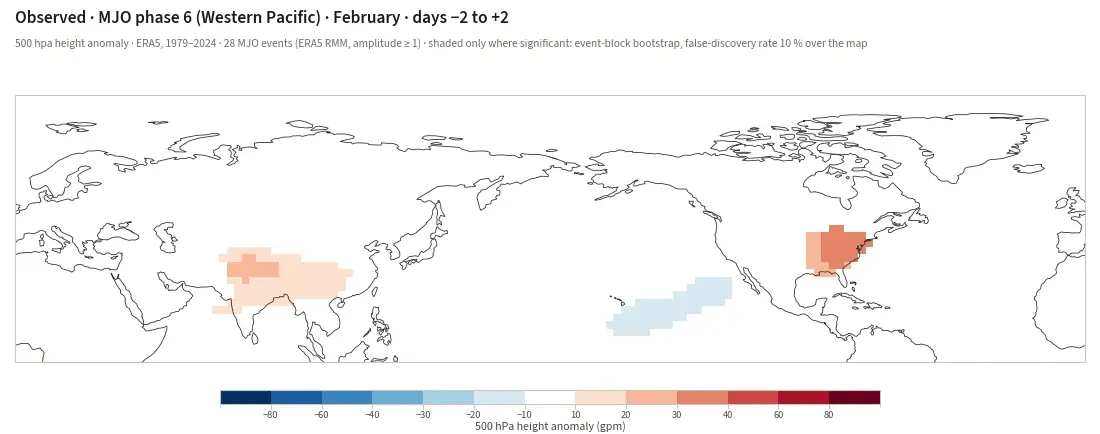 Observed · MJO phase 6 (Western Pacific) · February · days −2 to +2
500 hpa height anomaly · ERA5, 1979–2024 · 28 MJO events (ERA5 RMM, amplitude ≥ 1) · shaded only where significant: event-block bootstrap, false-discovery rate 10 % over the map
−80 −60 −40 −30 −20 −10 10 20 30 40 60 80
500 hPa height anomaly (gpm)